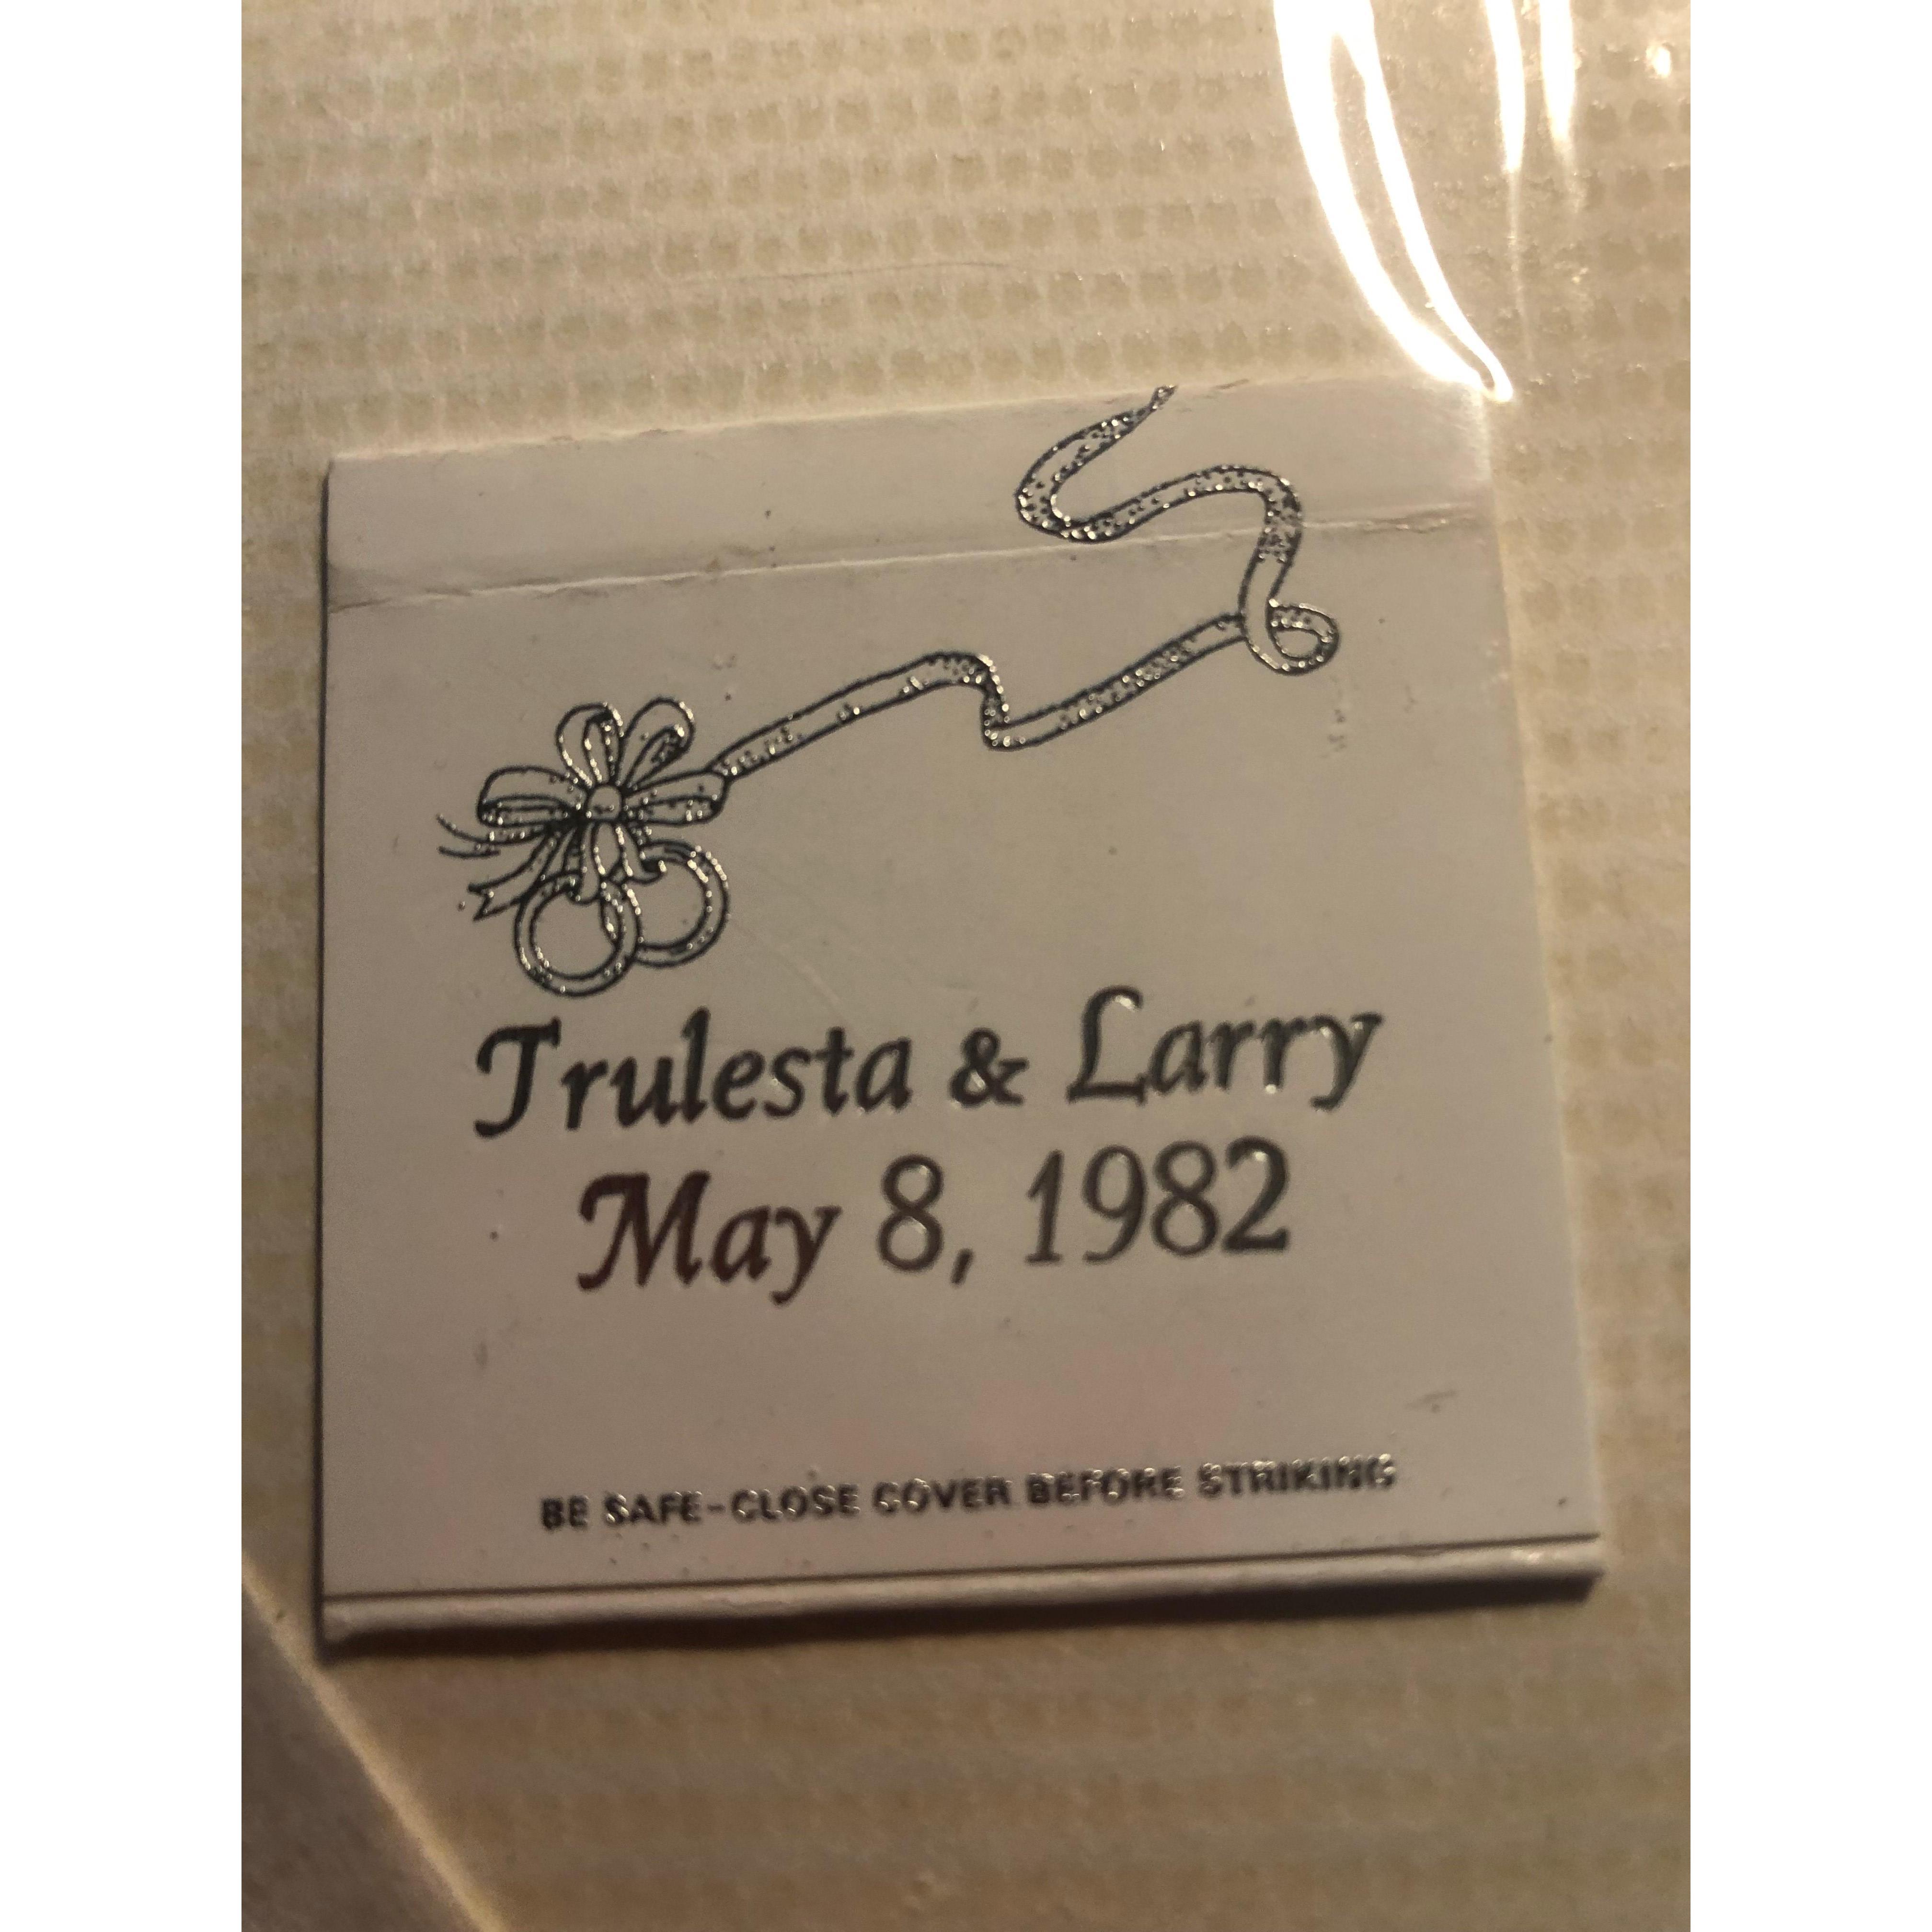 Trulesta & Larry
May 8, 1982
BE SAFE-CLOSE COVER BEFORE STRIKING